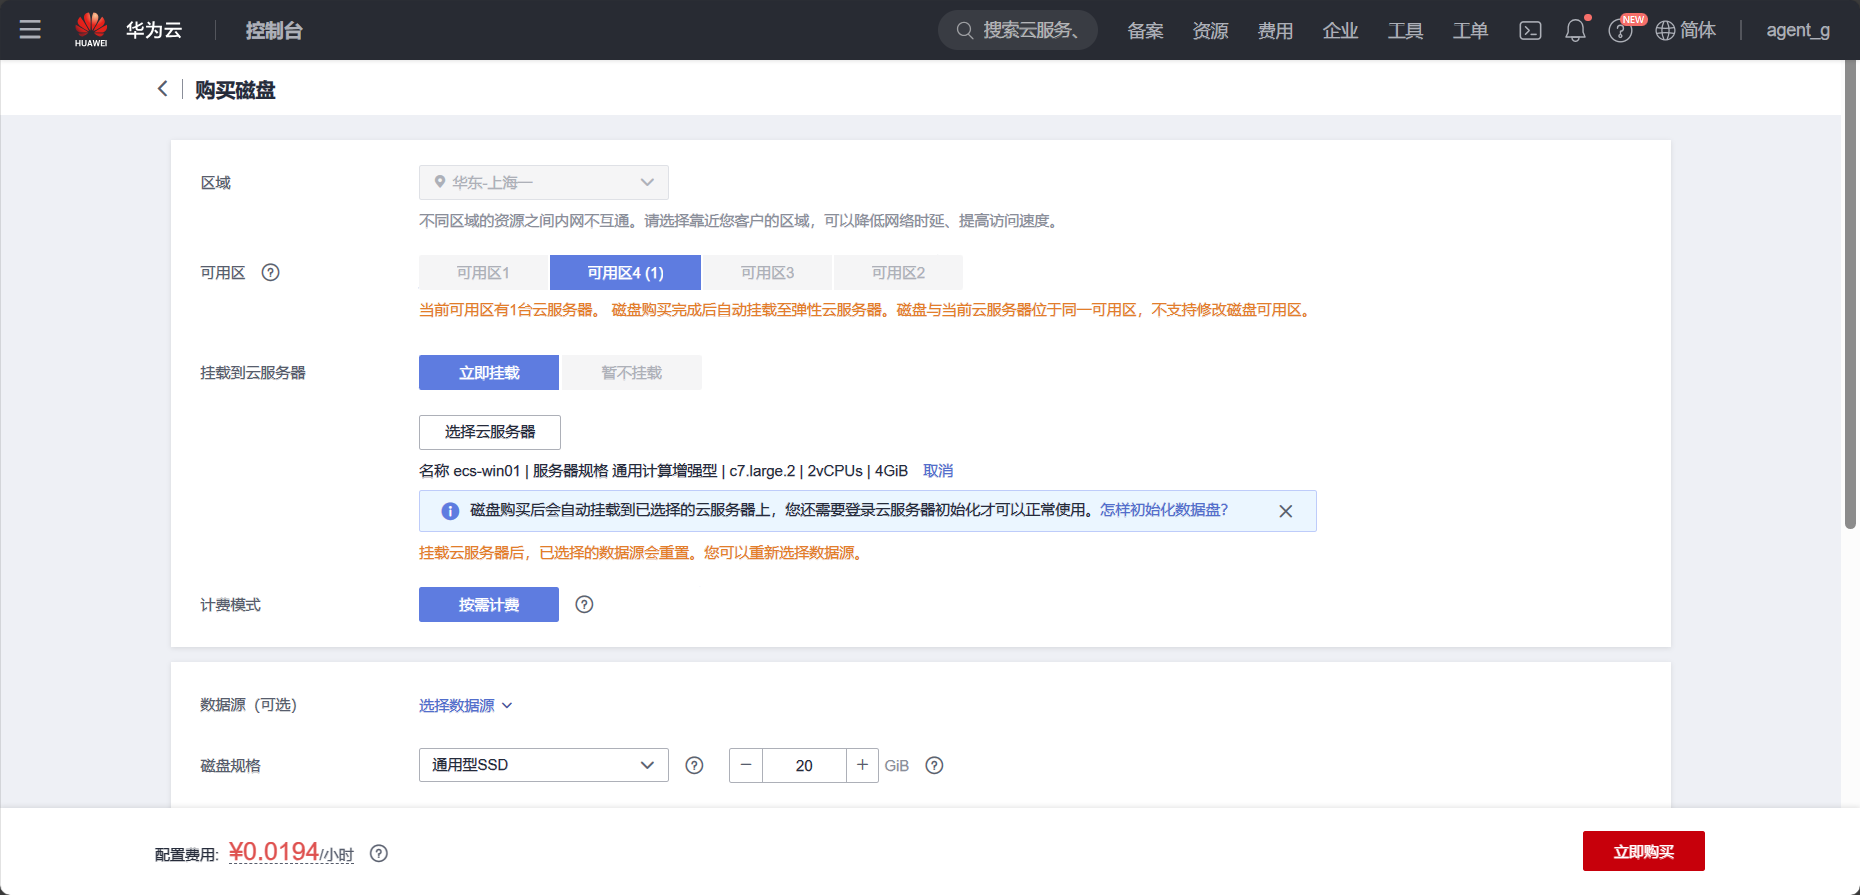 HUAWEI 华为云 控制台 搜索云服务、 备案 资源 费用 企业 工具 工单 NEW 简体 agent_g
购买磁盘
区域 华东-上海一
不同区域的资源之间内网不互通。请选择靠近您客户的区域，可以降低网络时延、提高访问速度。
可用区 可用区1 可用区4 (1) 可用区3 可用区2
当前可用区有1台云服务器。 磁盘购买完成后自动挂载至弹性云服务器。磁盘与当前云服务器位于同一可用区，不支持修改磁盘可用区。
挂载到云服务器 立即挂载 暂不挂载
选择云服务器
名称 ecs-win01 | 服务器规格 通用计算增强型 | c7.large.2 | 2vCPUs | 4GiB 取消
磁盘购买后会自动挂载到已选择的云服务器上，您还需要登录云服务器初始化才可以正常使用。怎样初始化数据盘?
挂载云服务器后，已选择的数据源会重置。您可以重新选择数据源。
计费模式 按需计费
数据源（可选） 选择数据源
磁盘规格 通用型SSD − 20 + GiB
配置费用: ¥0.0194/小时 立即购买